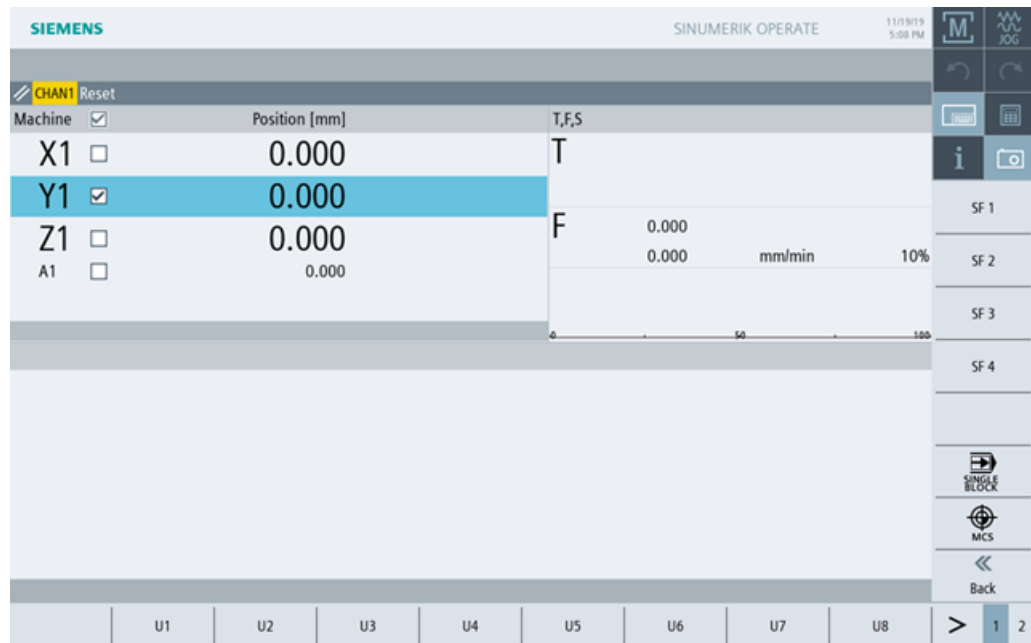 SIEMENS SINUMERIK OPERATE 11/19/19
5:08 PM
M JOG
CHAN1 Reset
Machine Position [mm] T,F,S
X1 0.000 T
Y1 0.000
Z1 0.000 F 0.000
0.000 mm/min 10%
A1 0.000
0 50 100
i
SF 1
SF 2
SF 3
SF 4
SINGLE
BLOCK
MCS
Back
U1 U2 U3 U4 U5 U6 U7 U8 > 1 2